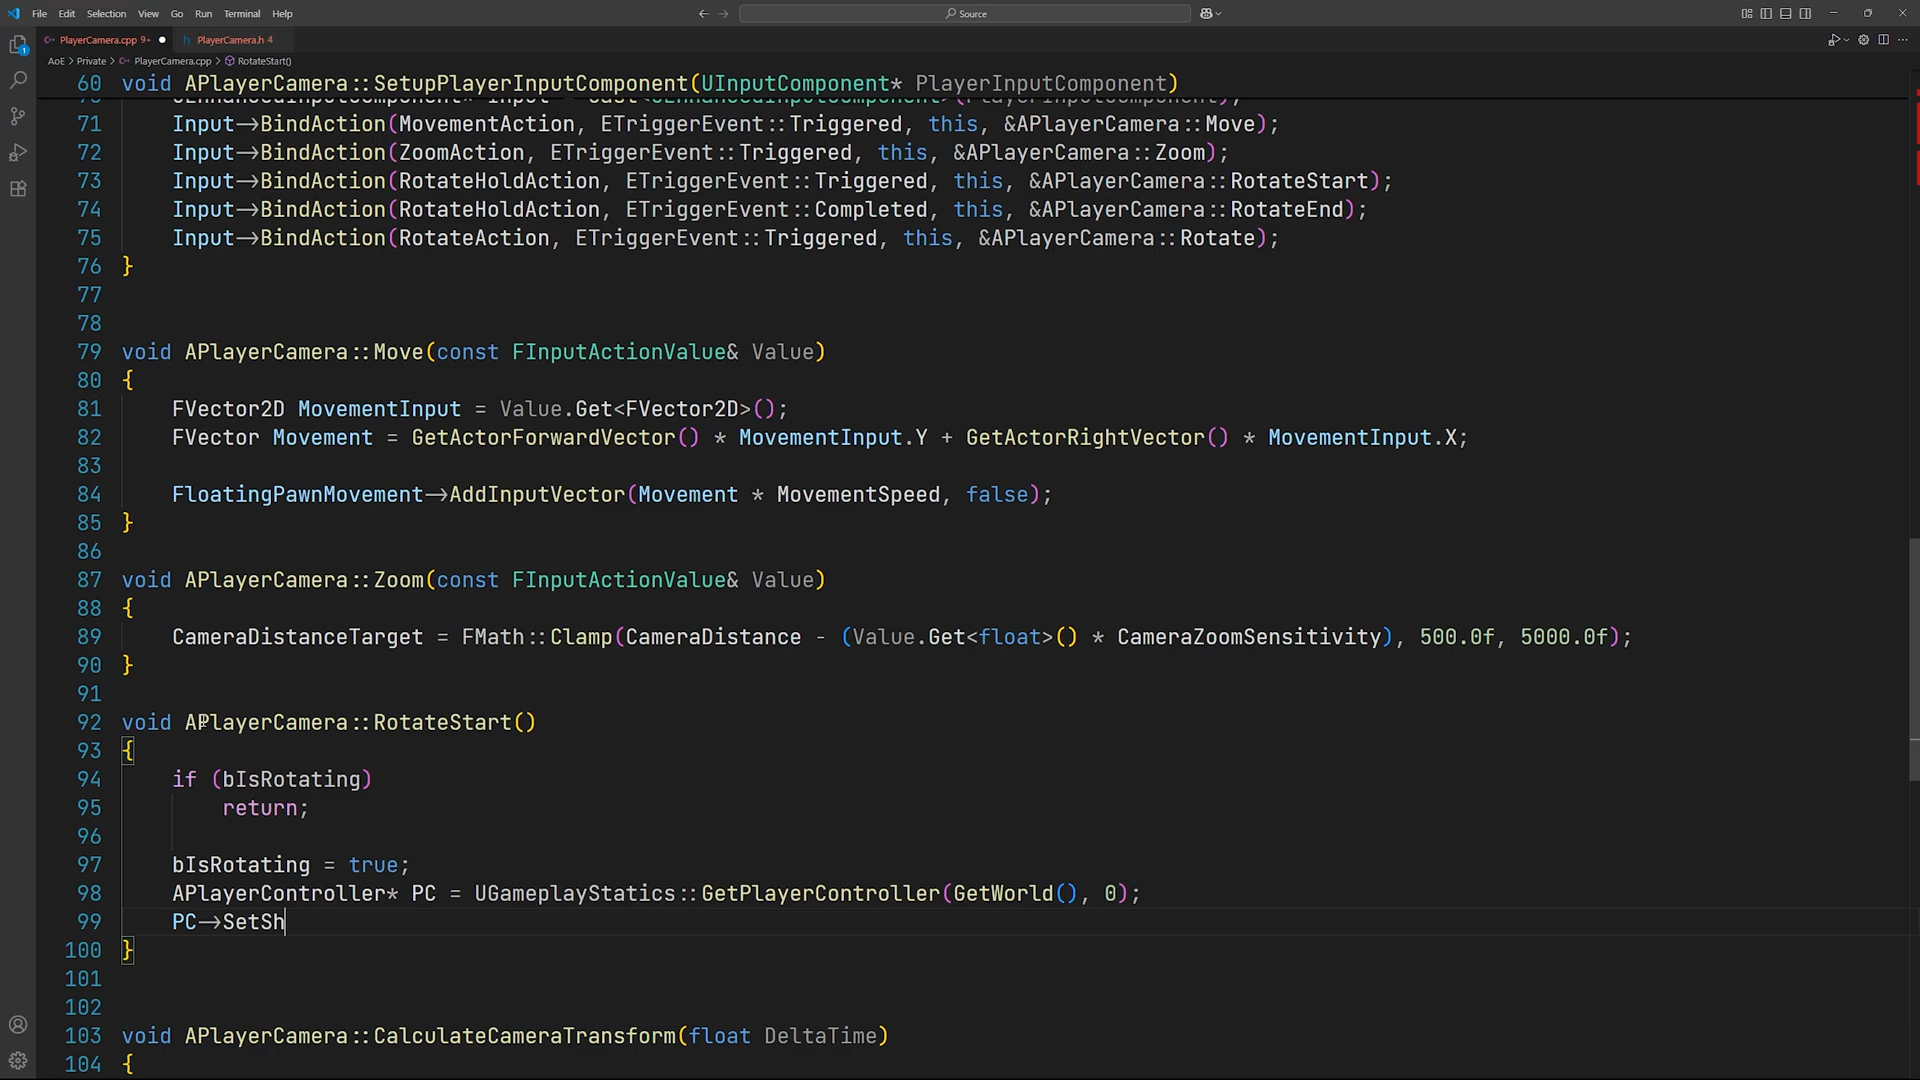 File Edit Selection View Go Run Terminal Help
Source
PlayerCamera.cpp 9+
PlayerCamera.h 4
AoE > Private > PlayerCamera.cpp > RotateStart()
60 void APlayerCamera::SetupPlayerInputComponent(UInputComponent* PlayerInputComponent)
71 Input->BindAction(MovementAction, ETriggerEvent::Triggered, this, &APlayerCamera::Move);
72 Input->BindAction(ZoomAction, ETriggerEvent::Triggered, this, &APlayerCamera::Zoom);
73 Input->BindAction(RotateHoldAction, ETriggerEvent::Triggered, this, &APlayerCamera::RotateStart);
74 Input->BindAction(RotateHoldAction, ETriggerEvent::Completed, this, &APlayerCamera::RotateEnd);
75 Input->BindAction(RotateAction, ETriggerEvent::Triggered, this, &APlayerCamera::Rotate);
76 }
77
78
79 void APlayerCamera::Move(const FInputActionValue& Value)
80 {
81 FVector2D MovementInput = Value.Get<FVector2D>();
82 FVector Movement = GetActorForwardVector() * MovementInput.Y + GetActorRightVector() * MovementInput.X;
83
84 FloatingPawnMovement->AddInputVector(Movement * MovementSpeed, false);
85 }
86
87 void APlayerCamera::Zoom(const FInputActionValue& Value)
88 {
89 CameraDistanceTarget = FMath::Clamp(CameraDistance - (Value.Get<float>() * CameraZoomSensitivity), 500.0f, 5000.0f);
90 }
91
92 void APlayerCamera::RotateStart()
93 {
94 if (bIsRotating)
95 return;
96
97 bIsRotating = true;
98 APlayerController* PC = UGameplayStatics::GetPlayerController(GetWorld(), 0);
99 PC->SetSh
100 }
101
102
103 void APlayerCamera::CalculateCameraTransform(float DeltaTime)
104 {